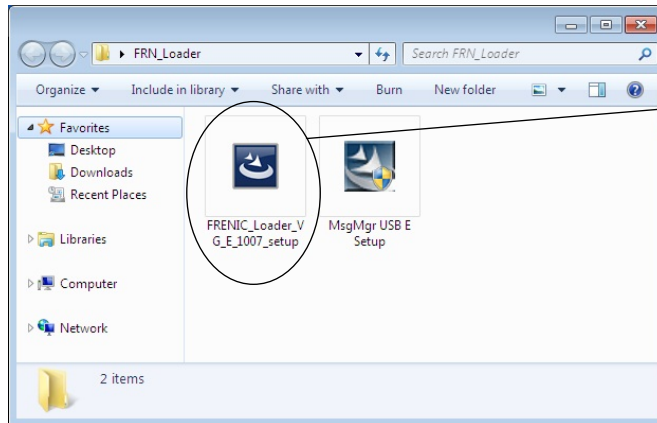 FRN_Loader
Search FRN_Loader
Organize
Include in library
Share with
Burn
New folder
Favorites
Desktop
Downloads
Recent Places
Libraries
Computer
Network
FRENIC_Loader_V
G_E_1007_setup
MsgMgr USB E
Setup
2 items